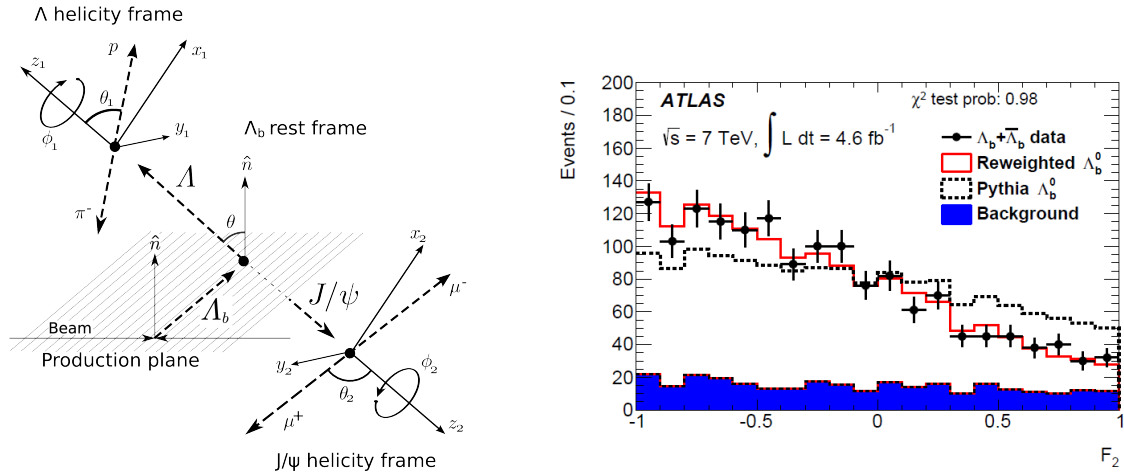 Λ helicity frame
p
x₁
z₁
θ₁
ϕ₁
y₁
Λ_b rest frame
n̂
Λ
π⁻
θ
n̂
x₂
Λ_b
J/ψ
μ⁻
Beam
Production plane
y₂
θ₂
ϕ₂
μ⁺
z₂
J/ψ helicity frame
200
180
160
140
120
100
80
60
40
20
0
Events / 0.1
ATLAS
χ² test prob: 0.98
√s = 7 TeV, ∫ L dt = 4.6 fb⁻¹
Λ_b+Λ̄_b data
Reweighted Λ_b⁰
Pythia Λ_b⁰
Background
-1 -0.5 0 0.5 1
F₂